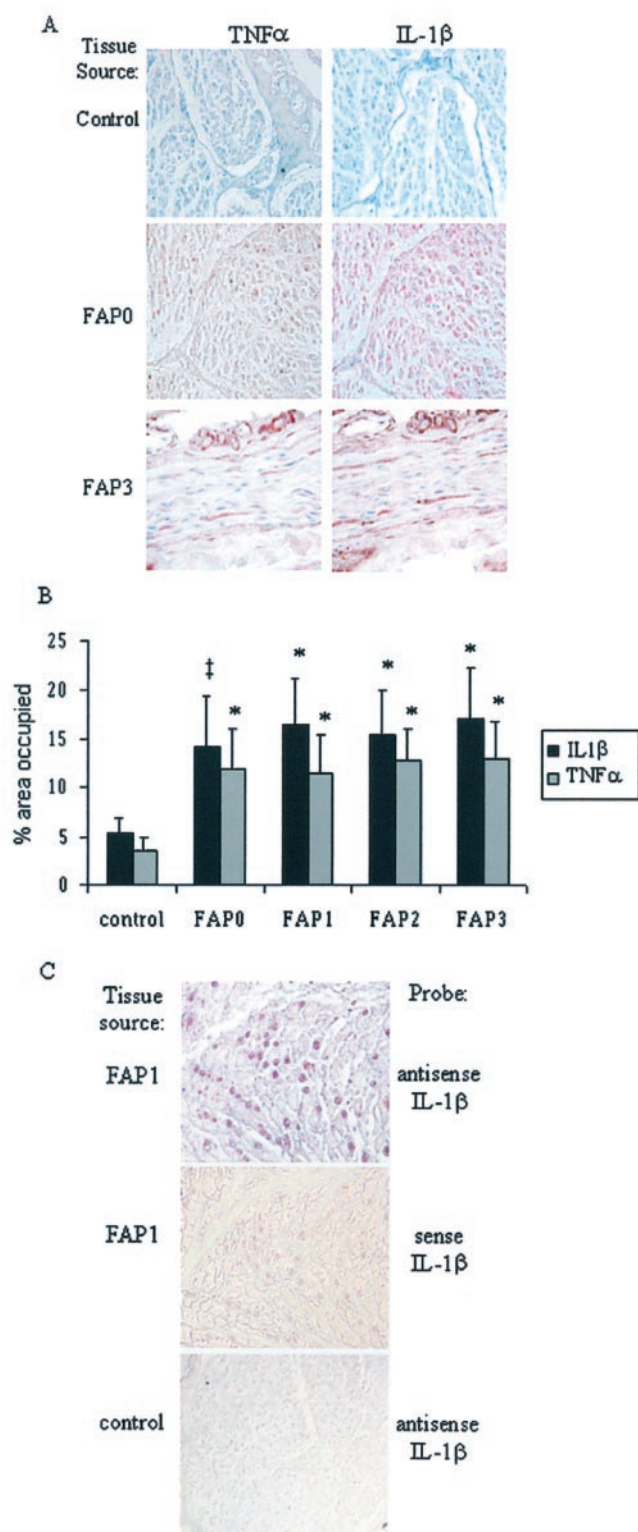 A
TNFα IL-1β
Tissue
Source:
Control
FAP0
FAP3
B
% area occupied
25
20
15
10
5
0
‡ * * * * * * *
control FAP0 FAP1 FAP2 FAP3
IL1β
TNFα
C
Tissue
source:
Probe:
FAP1
antisense
IL-1β
FAP1
sense
IL-1β
control
antisense
IL-1β